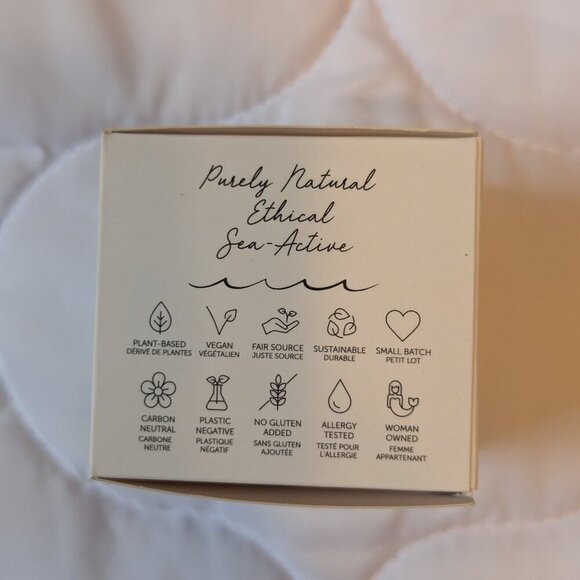 Purely Natural
Ethical
Sea-Active
PLANT-BASED
DÉRIVÉ DE PLANTES
VEGAN
VÉGÉTALIEN
FAIR SOURCE
JUSTE SOURCE
SUSTAINABLE
DURABLE
SMALL BATCH
PETIT LOT
CARBON
NEUTRAL
CARBONE
NEUTRE
PLASTIC
NEGATIVE
PLASTIQUE
NÉGATIF
NO GLUTEN
ADDED
SANS GLUTEN
AJOUTÉE
ALLERGY
TESTED
TESTÉ POUR
L'ALLERGIE
WOMAN
OWNED
FEMME
APPARTENANT